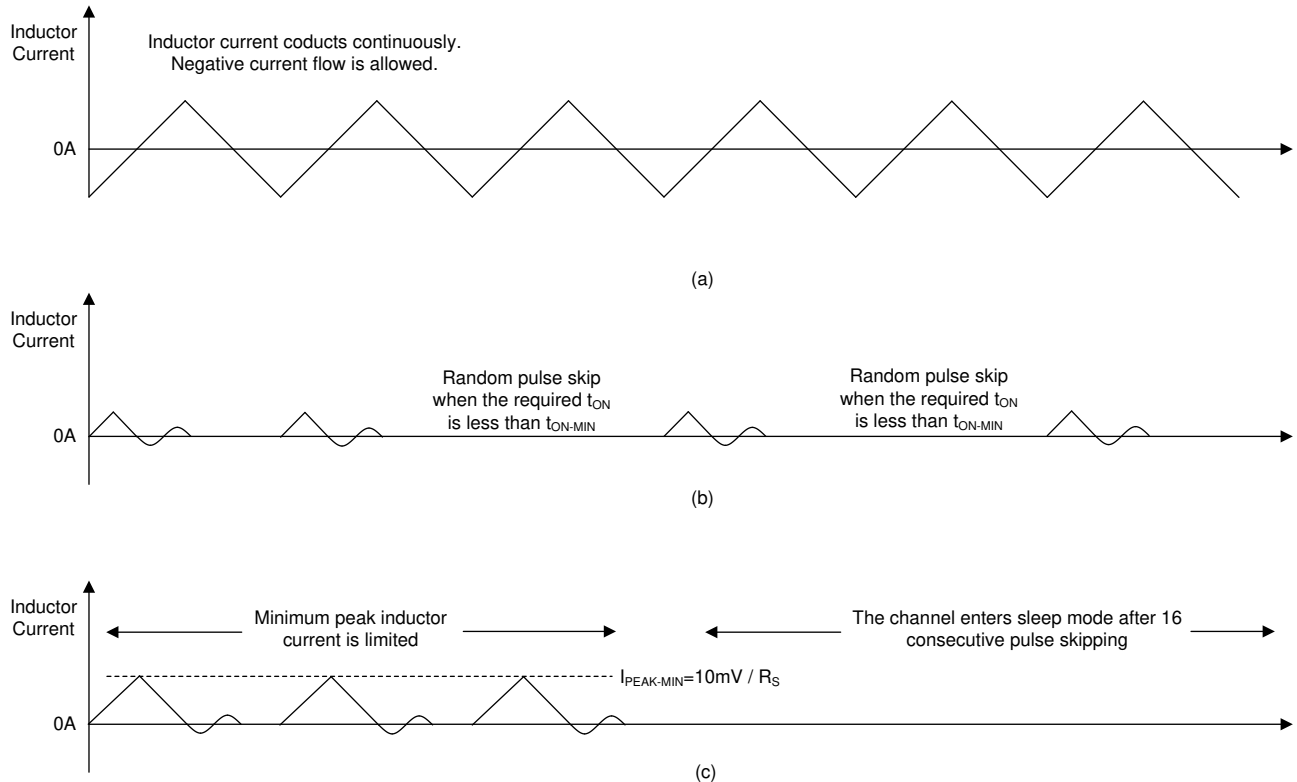 Inductor
Current
Inductor current coducts continuously.
Negative current flow is allowed.
0A
(a)
Inductor
Current
Random pulse skip
when the required tON
is less than tON-MIN
Random pulse skip
when the required tON
is less than tON-MIN
0A
(b)
Inductor
Current
Minimum peak inductor
current is limited
The channel enters sleep mode after 16
consecutive pulse skipping
IPEAK-MIN=10mV / RS
0A
(c)